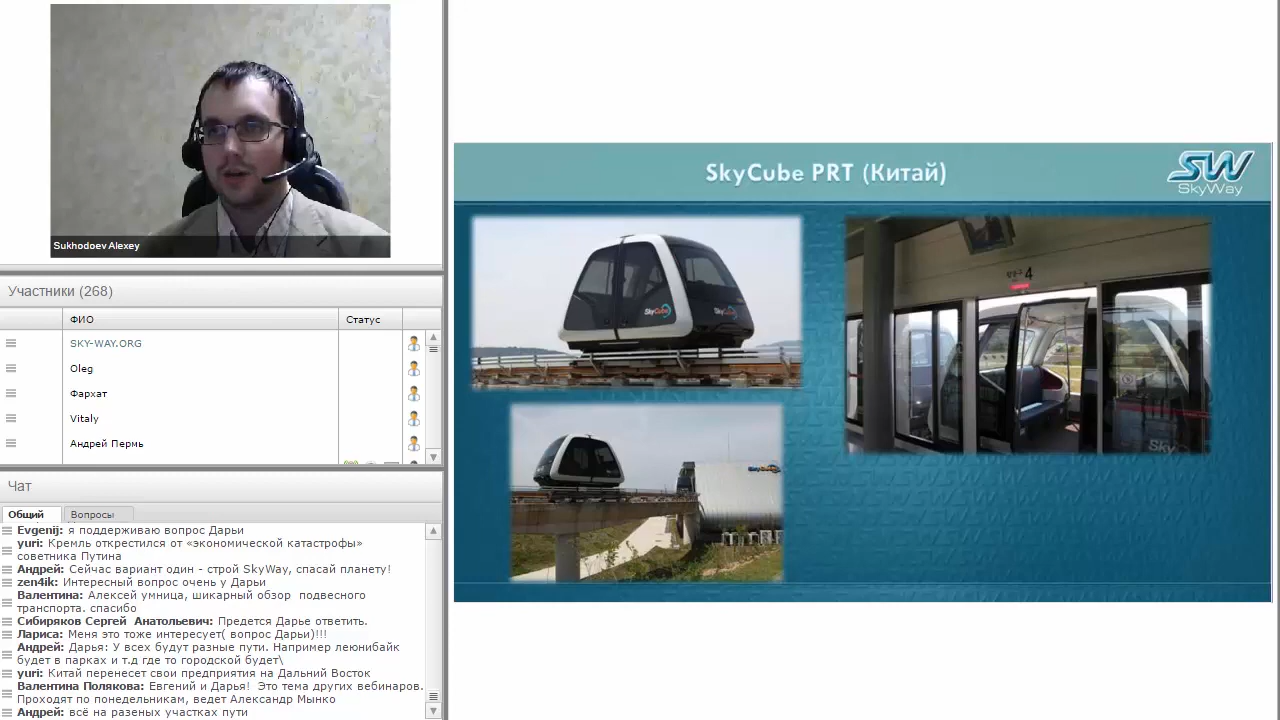 Sukhodoev Alexey
Участники (268)
ФИО
Статус
SKY-WAY.ORG
Oleg
Фархат
Vitaly
Андрей Пермь
Чат
Общий
Вопросы
Evgenij: я поддерживаю вопрос Дарьи
yuri: Кремль открестился от «экономической катастрофы»
советника Путина
Андрей: Сейчас вариант один - строй SkyWay, спасай планету!
zen4ik: Интересный вопрос очень у Дарьи
Валентина: Алексей умница, шикарный обзор подвесного
транспорта. спасибо
Сибиряков Сергей Анатольевич: Предется Дарье ответить.
Лариса: Меня это тоже интересует( вопрос Дарьи)!!!
Андрей: Дарья: У всех будут разные пути. Например леюнибайк
будет в парках и т.д где то городской будет\
yuri: Китай перенесет свои предприятия на Дальний Восток
Валентина Полякова: Евгений и Дарья! Это тема других вебинаров.
Проходят по понедельникам, ведет Александр Мынко
Андрей: всё на разеных участках пути
SkyCube PRT (Китай)
SW
SkyWay
SkyCube
SkyCube
4
SkyCube
Sky